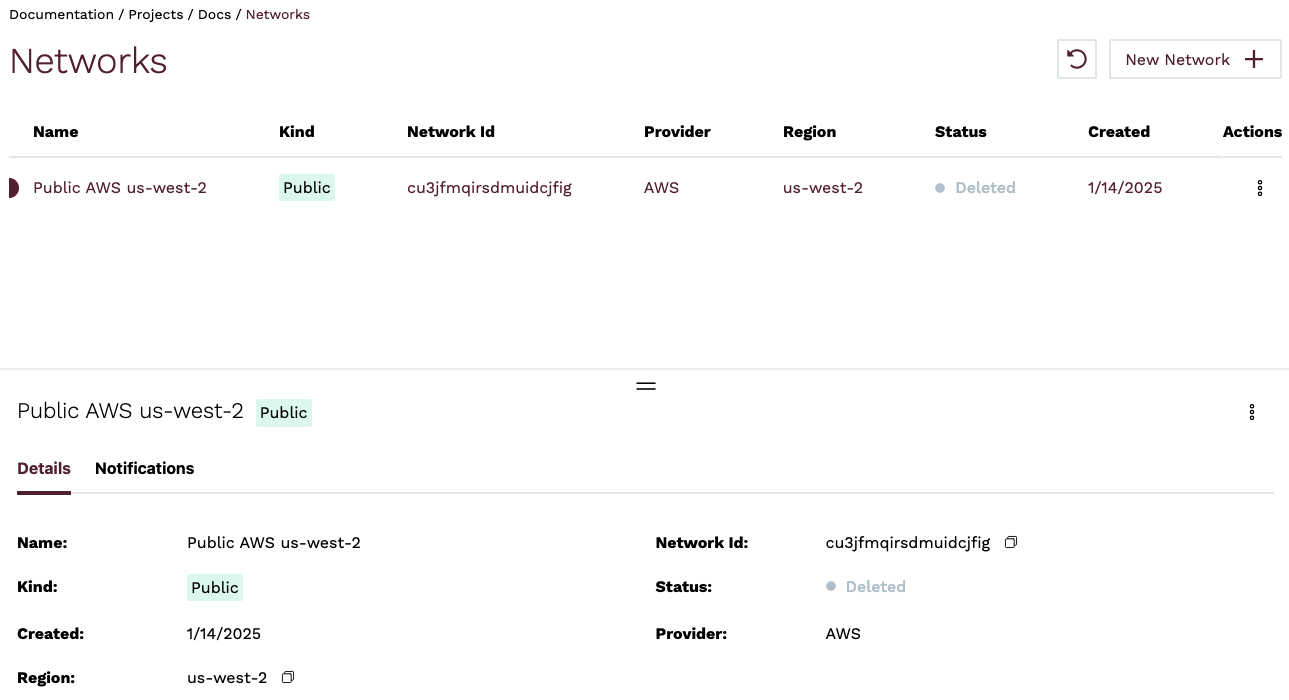 Documentation / Projects / Docs / Networks
Networks
New Network
Name Kind Network Id Provider Region Status Created Actions
Public AWS us-west-2 Public cu3jfmqirsdmuidcjfig AWS us-west-2 Deleted 1/14/2025
Public AWS us-west-2 Public
Details Notifications
Name: Public AWS us-west-2 Network Id: cu3jfmqirsdmuidcjfig
Kind: Public Status: Deleted
Created: 1/14/2025 Provider: AWS
Region: us-west-2